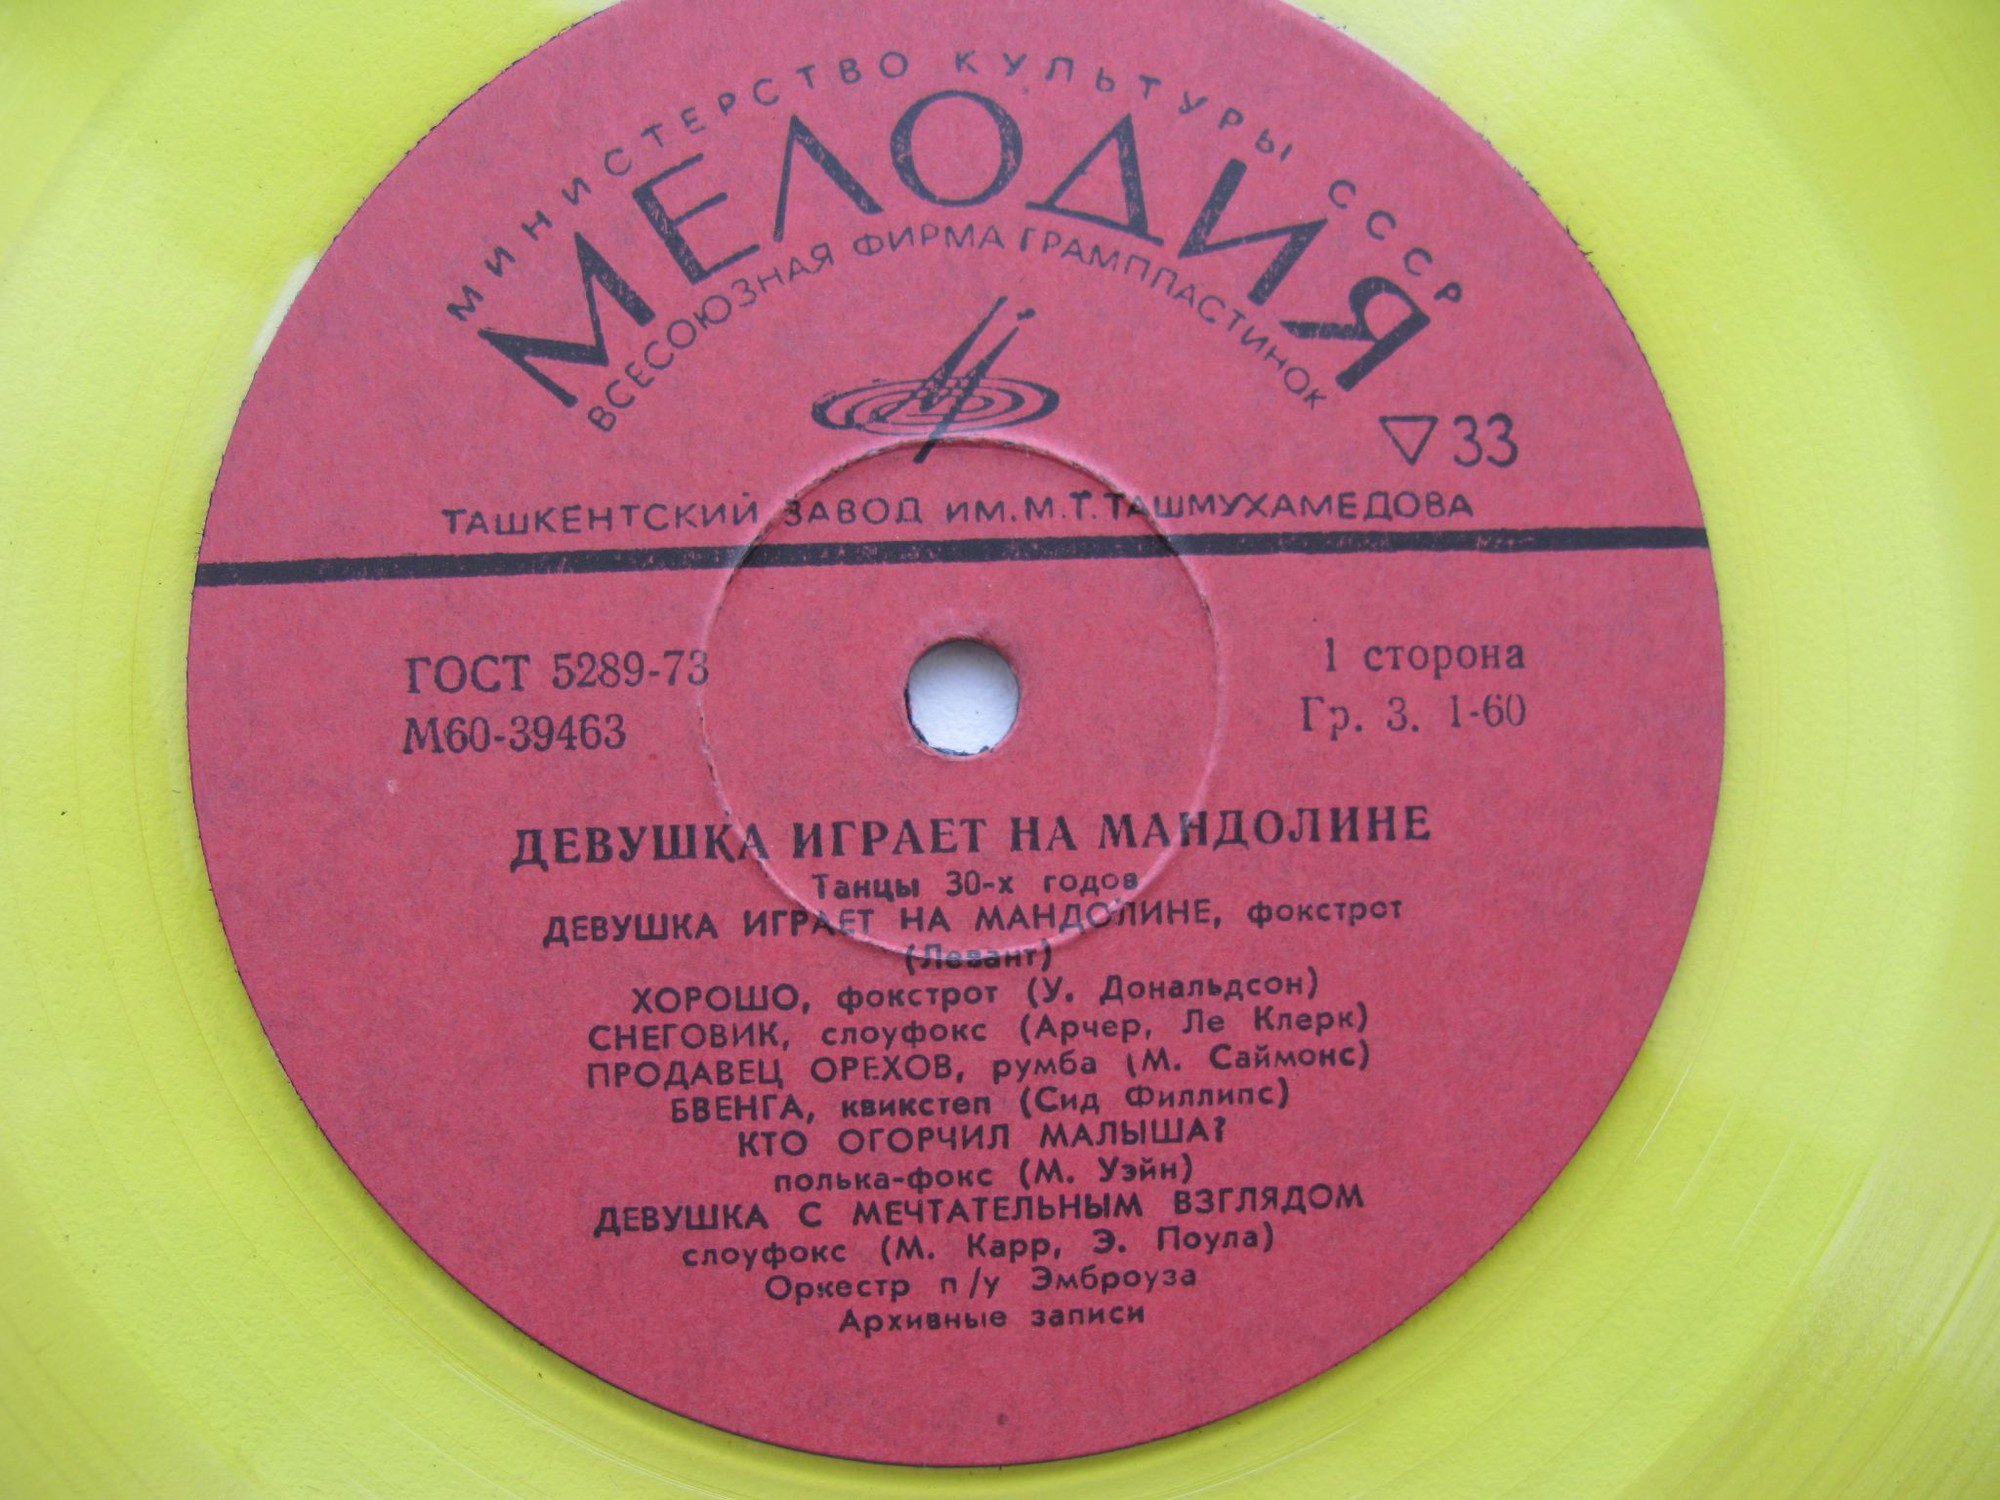 МИНИСТЕРСТВО КУЛЬТУРЫ СССР
МЕЛОДИЯ
ВСЕСОЮЗНАЯ ФИРМА ГРАМПЛАСТИНОК
▽33
ТАШКЕНТСКИЙ ЗАВОД ИМ.М.Т.ТАШМУХАМЕДОВА
ГОСТ 5289-73
М60-39463
1 сторона
Гр. 3. 1-60
ДЕВУШКА ИГРАЕТ НА МАНДОЛИНЕ
Танцы 30-х годов
ДЕВУШКА ИГРАЕТ НА МАНДОЛИНЕ, фокстрот
(Левант)
ХОРОШО, фокстрот (У. Дональдсон)
СНЕГОВИК, слоуфокс (Арчер, Ле Клерк)
ПРОДАВЕЦ ОРЕХОВ, румба (М. Саймонс)
БВЕНГА, квикстеп (Сид Филлипс)
КТО ОГОРЧИЛ МАЛЫША?
полька-фокс (М. Уэйн)
ДЕВУШКА С МЕЧТАТЕЛЬНЫМ ВЗГЛЯДОМ
слоуфокс (М. Карр, Э. Поула)
Оркестр п/у Эмброуза
Архивные записи